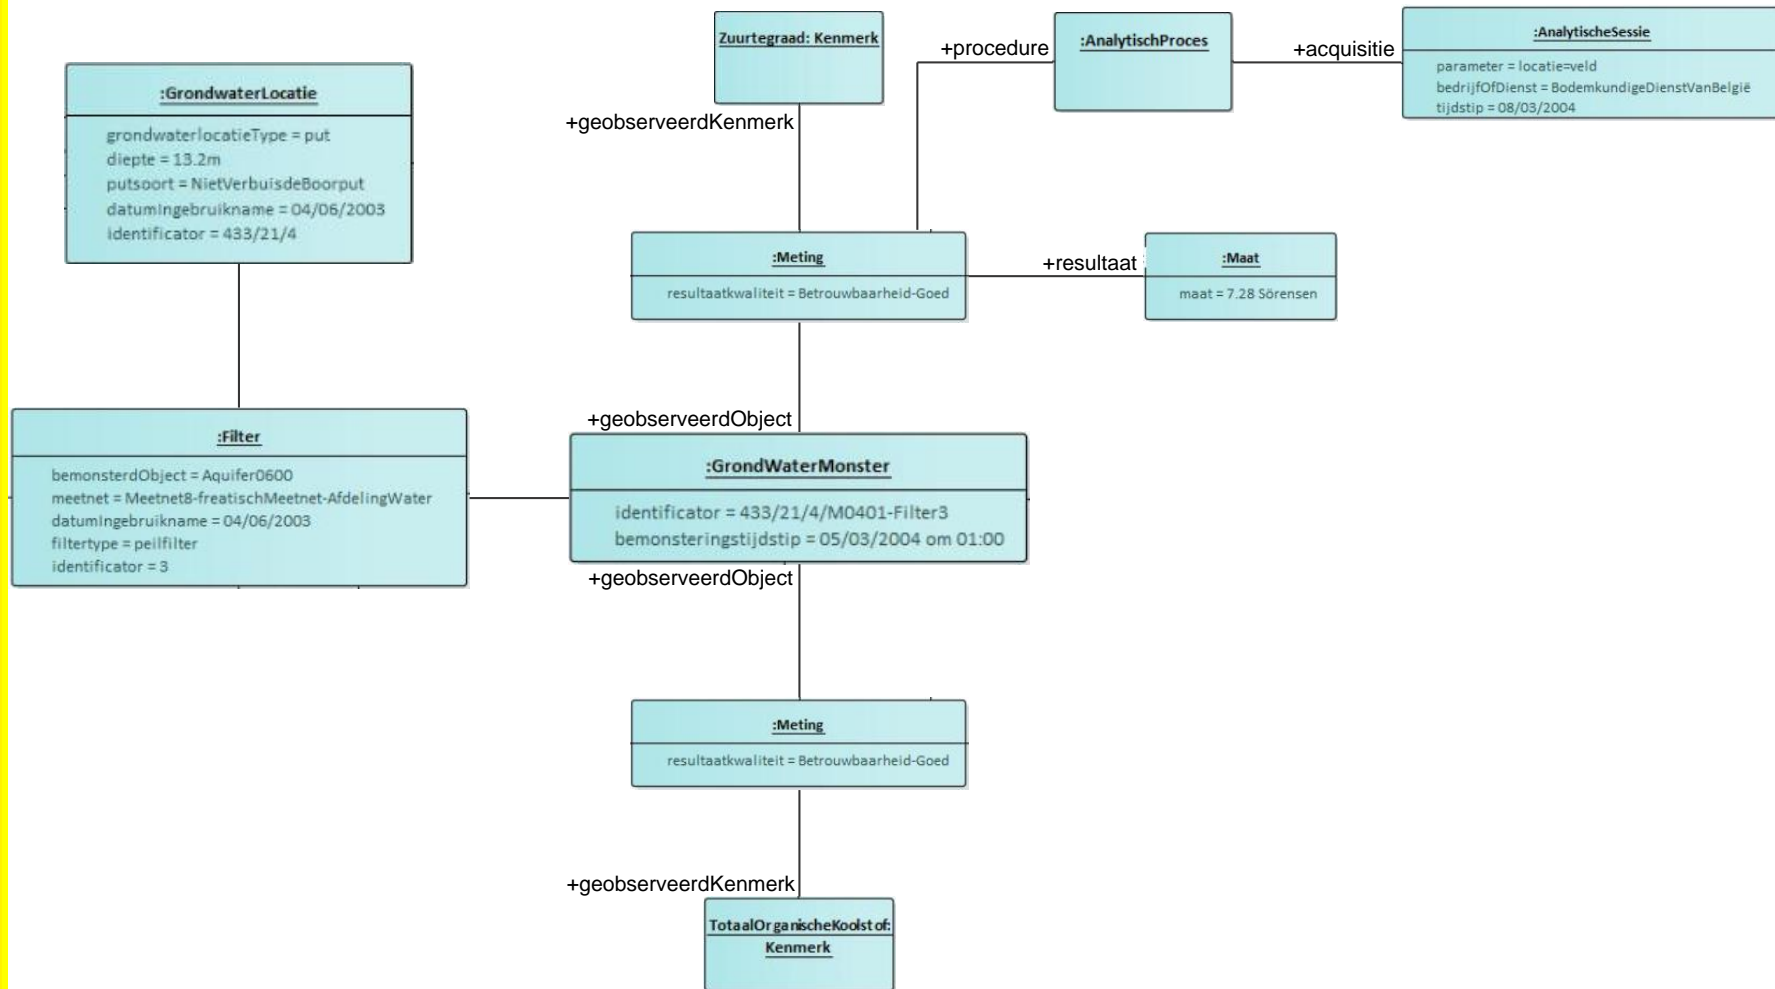 Zuurtegraad: Kenmerk
+procedure
:AnalytischProces
+acquisitie
:AnalytischeSessie
parameter = locatie=veld
bedrijfOfDienst = BodemkundigeDienstVanBelgië
tijdstip = 08/03/2004
:GrondwaterLocatie
grondwaterlocatieType = put
diepte = 13.2m
putsoort = NietVerbuisdeBoorput
datumIngebruikname = 04/06/2003
identificator = 433/21/4
+geobserveerdKenmerk
:Meting
resultaatkwaliteit = Betrouwbaarheid-Goed
+resultaat
:Maat
maat = 7.28 Sörensen
+geobserveerdObject
:Filter
bemonsterdObject = Aquifer0600
meetnet = Meetnet8-freatischMeetnet-AfdelingWater
datumIngebruikname = 04/06/2003
filtertype = peilfilter
identificator = 3
:GrondWaterMonster
identificator = 433/21/4/M0401-Filter3
bemonsteringstijdstip = 05/03/2004 om 01:00
+geobserveerdObject
:Meting
resultaatkwaliteit = Betrouwbaarheid-Goed
+geobserveerdKenmerk
TotaalOrganischeKoolstof:
Kenmerk